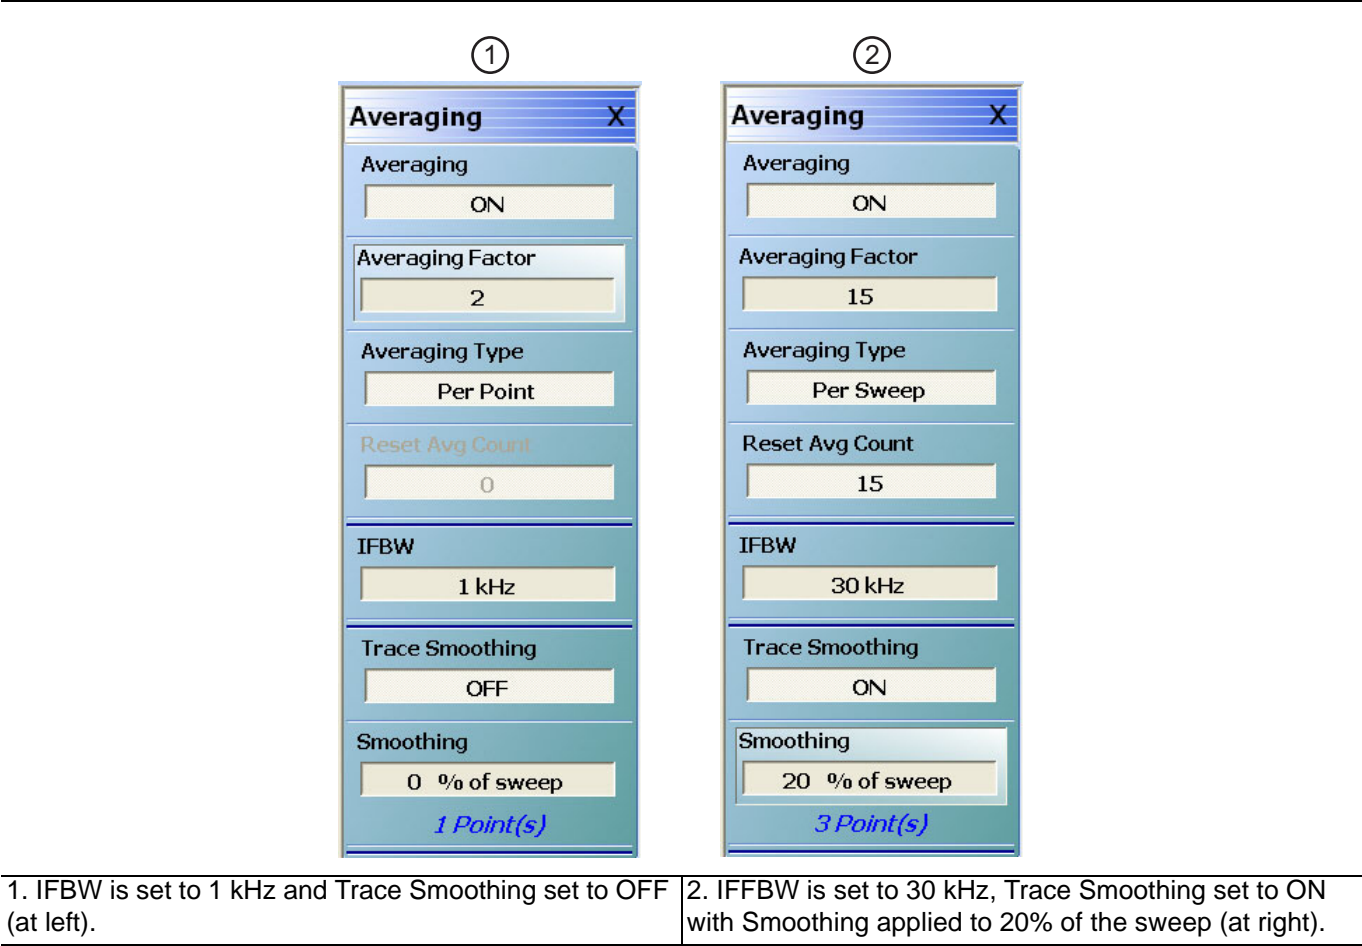 1
Averaging X
Averaging
ON
Averaging Factor
2
Averaging Type
Per Point
Reset Avg Count
0
IFBW
1 kHz
Trace Smoothing
OFF
Smoothing
0 % of sweep
1 Point(s)
2
Averaging X
Averaging
ON
Averaging Factor
15
Averaging Type
Per Sweep
Reset Avg Count
15
IFBW
30 kHz
Trace Smoothing
ON
Smoothing
20 % of sweep
3 Point(s)
1. IFBW is set to 1 kHz and Trace Smoothing set to OFF
(at left).
2. IFFBW is set to 30 kHz, Trace Smoothing set to ON
with Smoothing applied to 20% of the sweep (at right).